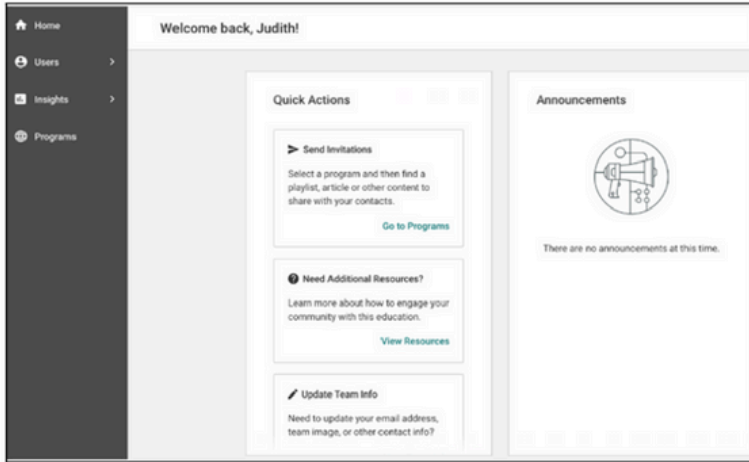 Home
Users
Insights
Programs
Welcome back, Judith!
Quick Actions
Send Invitations
Select a program and then find a
playlist, article or other content to
share with your contacts.
Go to Programs
Need Additional Resources?
Learn more about how to engage your
community with this education.
View Resources
Update Team Info
Need to update your email address,
team image, or other contact info?
Announcements
There are no announcements at this time.